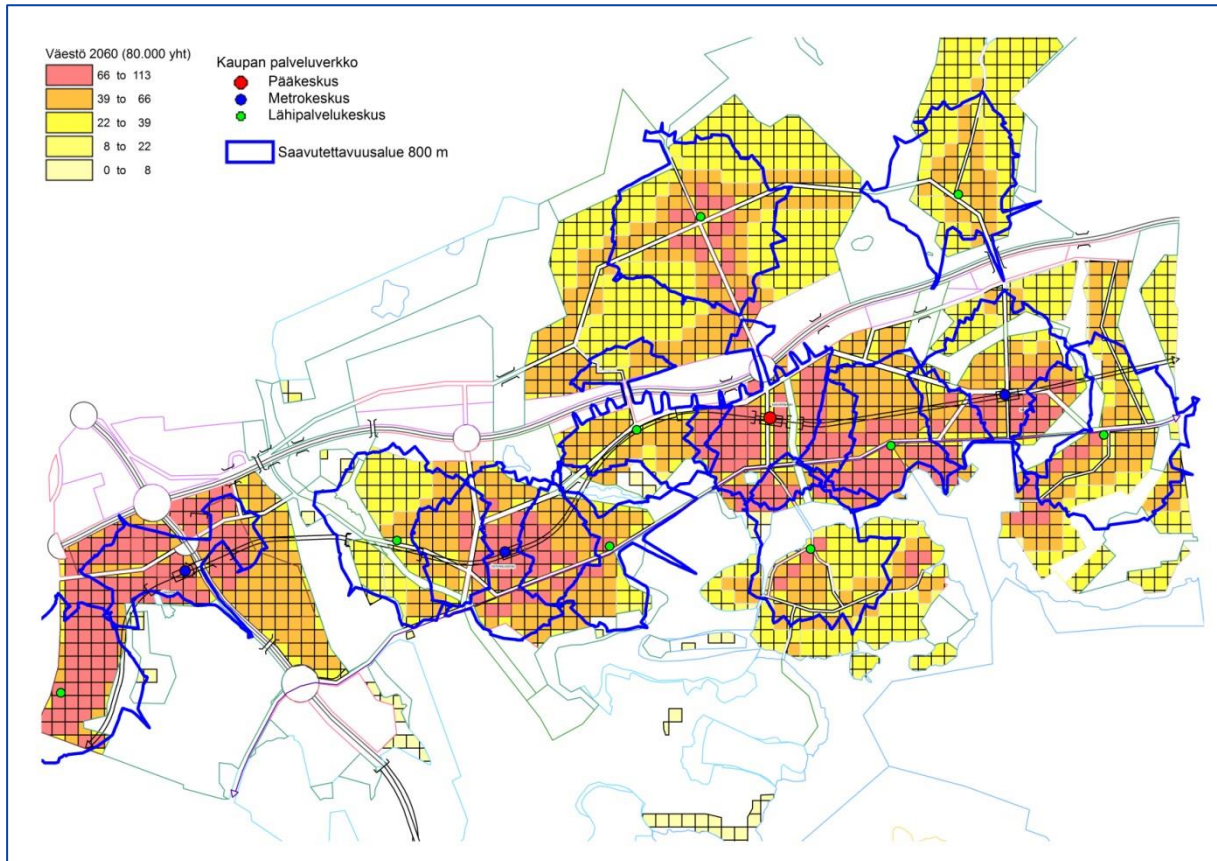 Väestö 2060 (80.000 yht)
66 to 113
39 to 66
22 to 39
8 to 22
0 to 8
Kaupan palveluverkko
Pääkeskus
Metrokeskus
Lähipalvelukeskus
Saavutettavuusalue 800 m